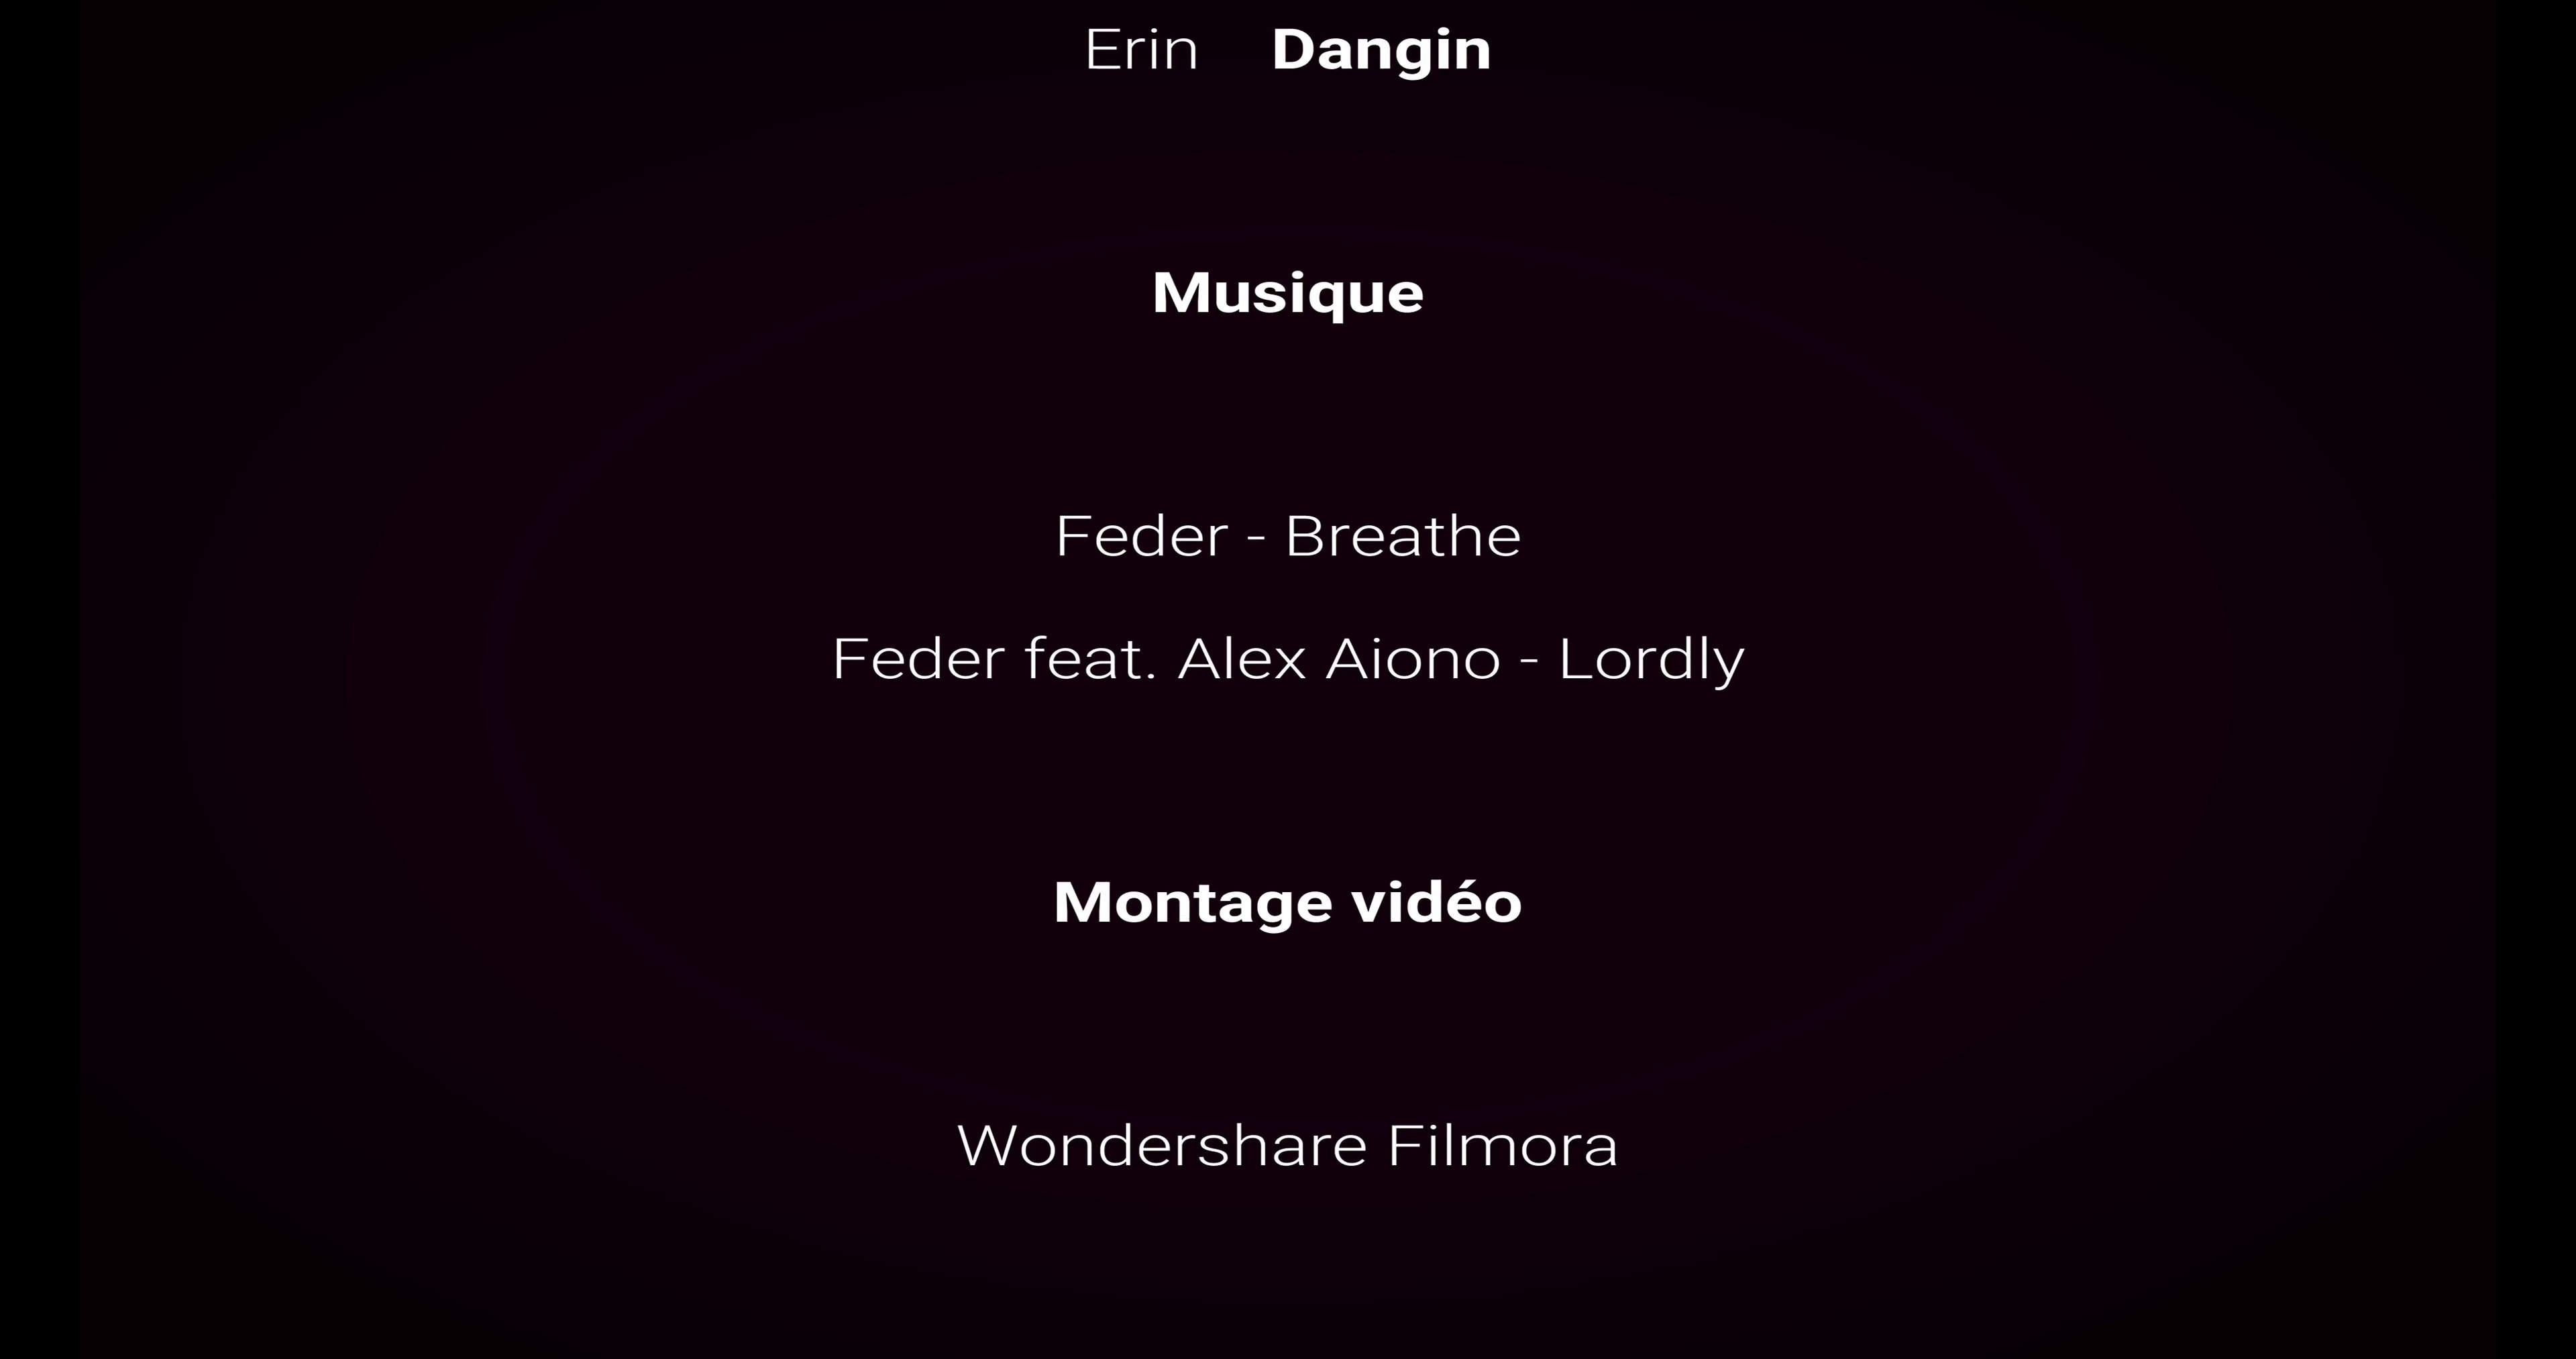 Erin Dangin
Musique
Feder - Breathe
Feder feat. Alex Aiono - Lordly
Montage vidéo
Wondershare Filmora